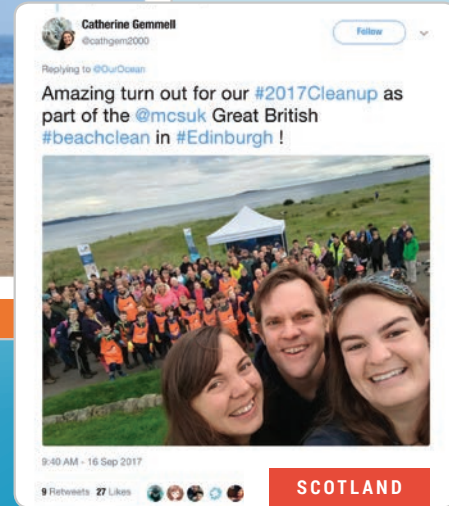 Catherine Gemmell
@cathgem2000
Follow
Replying to @OurOcean
Amazing turn out for our #2017Cleanup as
part of the @mcsuk Great British
#beachclean in #Edinburgh !
9:40 AM - 16 Sep 2017
9 Retweets 27 Likes
SCOTLAND